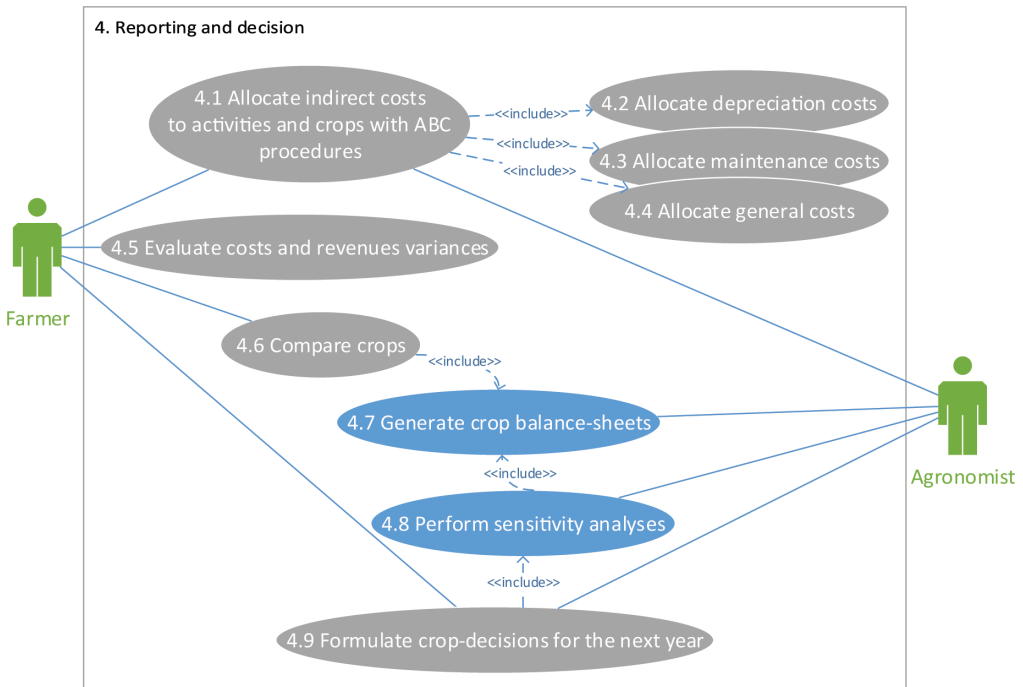 4. Reporting and decision
4.1 Allocate indirect costs
to activities and crops with ABC
procedures
<<include>>
4.2 Allocate depreciation costs
<<include>>
4.3 Allocate maintenance costs
<<include>>
4.4 Allocate general costs
4.5 Evaluate costs and revenues variances
Farmer
4.6 Compare crops
<<include>>
4.7 Generate crop balance-sheets
<<include>>
Agronomist
4.8 Perform sensitivity analyses
<<include>>
4.9 Formulate crop-decisions for the next year